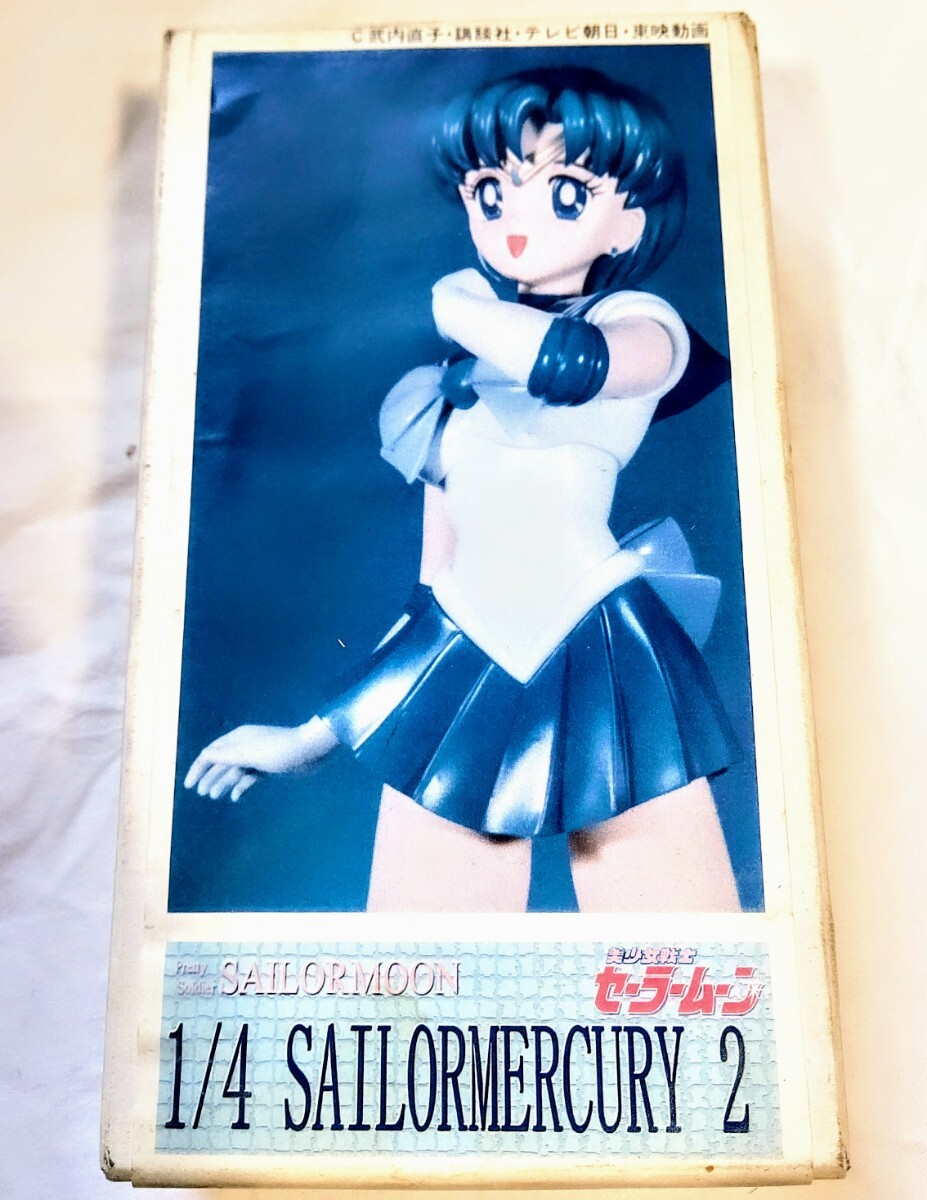 C 武内直子・講談社・テレビ朝日・東映動画
Pretty Soldier SAILORMOON
美少女戦士
セーラームーン
1/4 SAILORMERCURY 2